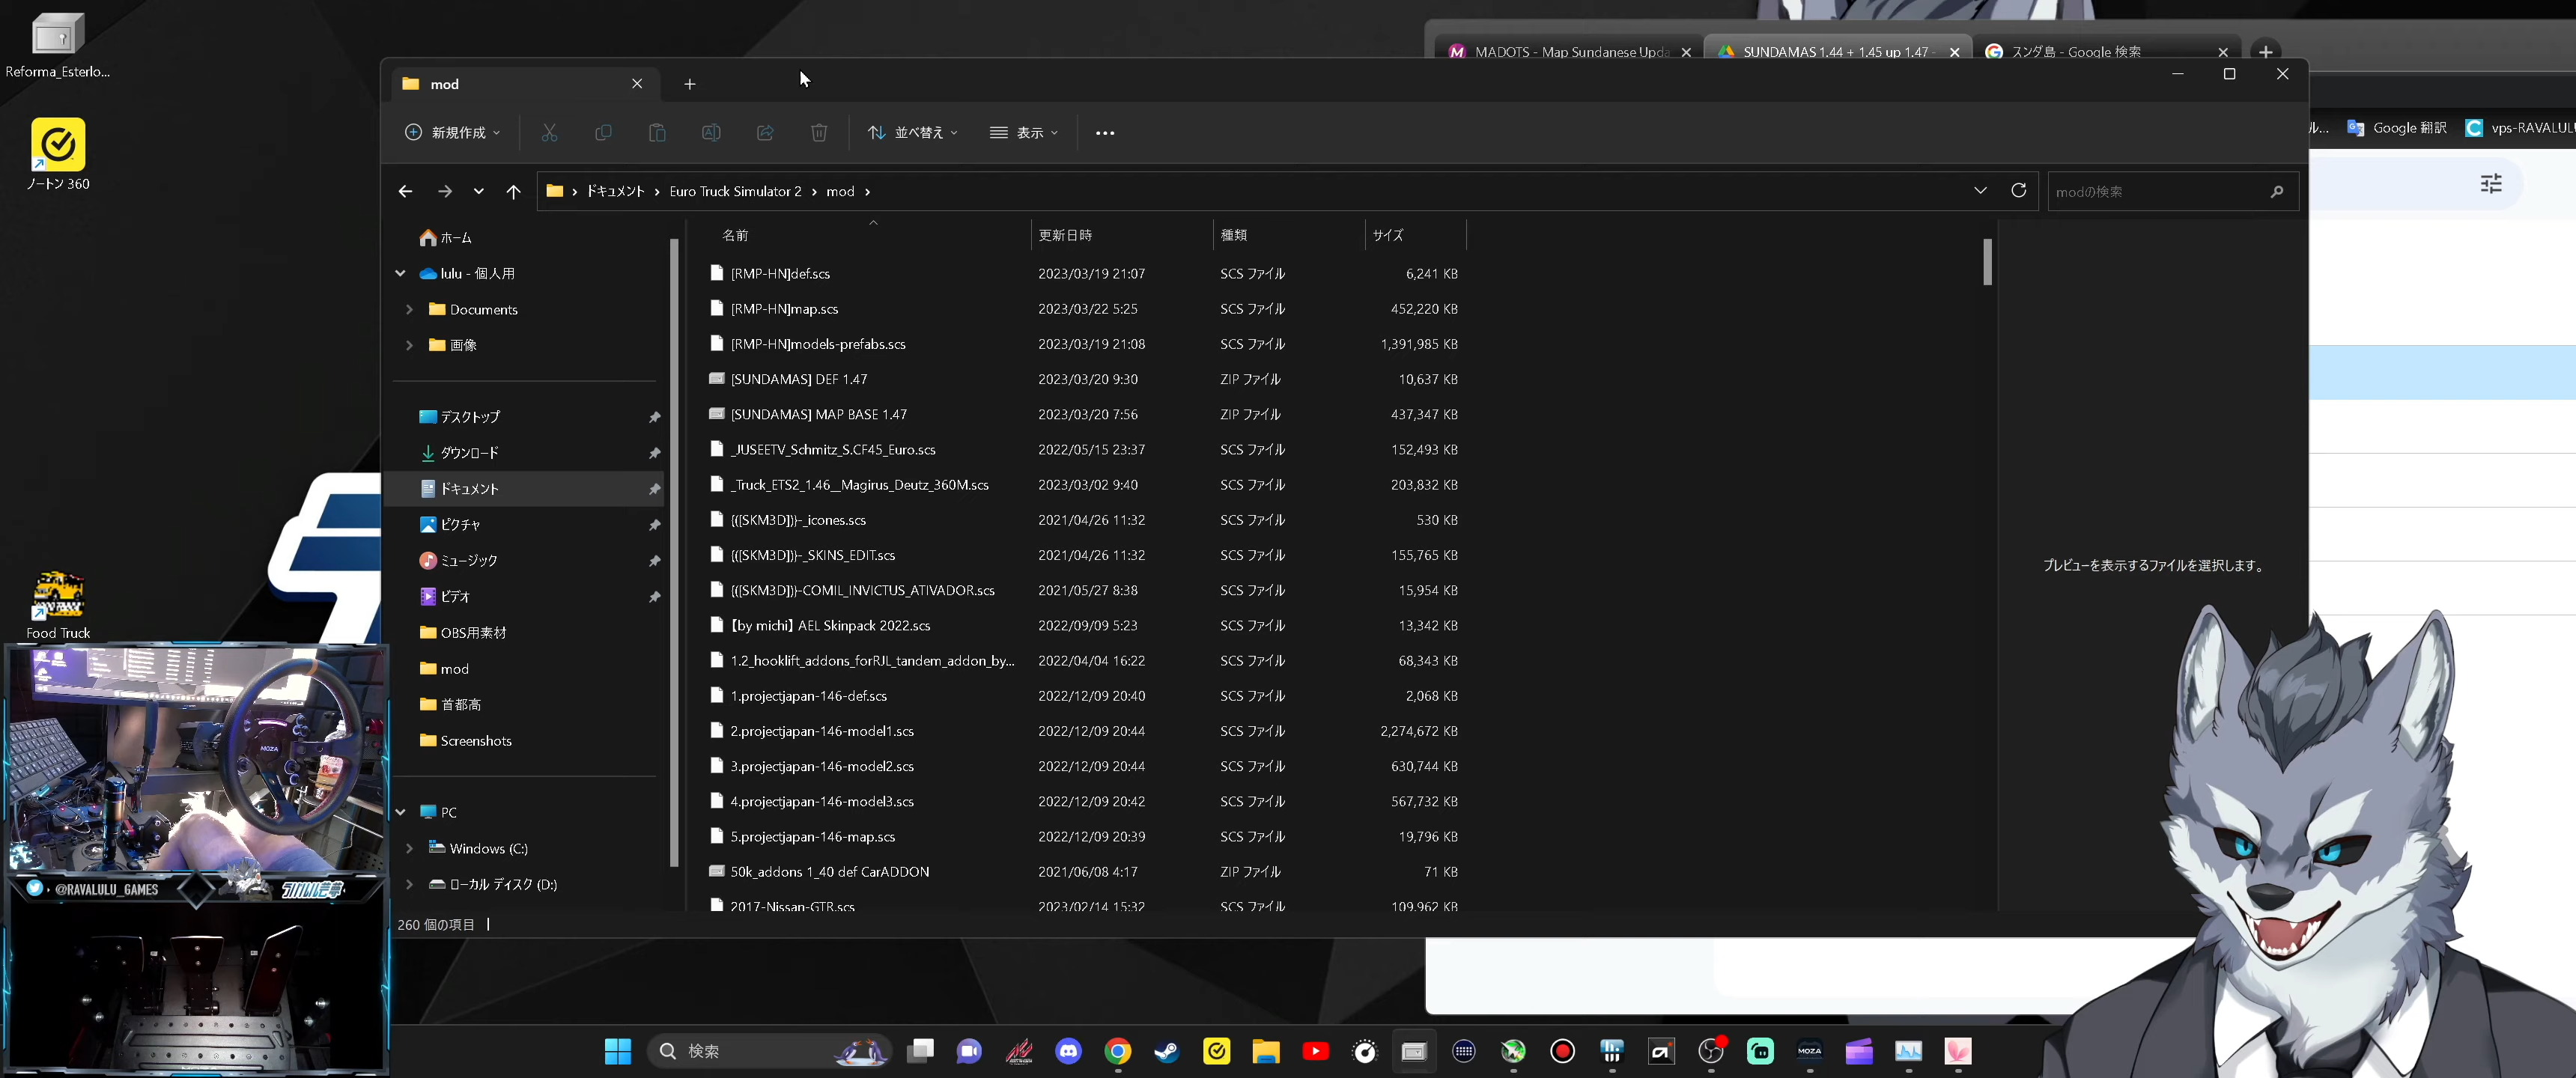 Reforma_Esterlo...
ノートン 360
Food Truck
MADOTS - Map Sundanese Upda
SUNDAMAS 1.44 + 1.45 up 1.47 -
スンダ島 - Google 検索
mod
新規作成
並べ替え
表示
ドキュメント > Euro Truck Simulator 2 > mod >
modの検索
Google 翻訳
vps-RAVALULU
ホーム
lulu - 個人用
Documents
画像
デスクトップ
ダウンロード
ドキュメント
ピクチャ
ミュージック
ビデオ
OBS用素材
mod
首都高
Screenshots
PC
Windows (C:)
ローカル ディスク (D:)
名前 更新日時 種類 サイズ
[RMP-HN]def.scs 2023/03/19 21:07 SCS ファイル 6,241 KB
[RMP-HN]map.scs 2023/03/22 5:25 SCS ファイル 452,220 KB
[RMP-HN]models-prefabs.scs 2023/03/19 21:08 SCS ファイル 1,391,985 KB
[SUNDAMAS] DEF 1.47 2023/03/20 9:30 ZIP ファイル 10,637 KB
[SUNDAMAS] MAP BASE 1.47 2023/03/20 7:56 ZIP ファイル 437,347 KB
_JUSEETV_Schmitz_S.CF45_Euro.scs 2022/05/15 23:37 SCS ファイル 152,493 KB
_Truck_ETS2_1.46__Magirus_Deutz_360M.scs 2023/03/02 9:40 SCS ファイル 203,832 KB
{([SKM3D])}-_icones.scs 2021/04/26 11:32 SCS ファイル 530 KB
{([SKM3D])}-_SKINS_EDIT.scs 2021/04/26 11:32 SCS ファイル 155,765 KB
{([SKM3D])}-COMIL_INVICTUS_ATIVADOR.scs 2021/05/27 8:38 SCS ファイル 15,954 KB
【by michi】 AEL Skinpack 2022.scs 2022/09/09 5:23 SCS ファイル 13,342 KB
1.2_hooklift_addons_forRJL_tandem_addon_by... 2022/04/04 16:22 SCS ファイル 68,343 KB
1.projectjapan-146-def.scs 2022/12/09 20:40 SCS ファイル 2,068 KB
2.projectjapan-146-model1.scs 2022/12/09 20:44 SCS ファイル 2,274,672 KB
3.projectjapan-146-model2.scs 2022/12/09 20:44 SCS ファイル 630,744 KB
4.projectjapan-146-model3.scs 2022/12/09 20:42 SCS ファイル 567,732 KB
5.projectjapan-146-map.scs 2022/12/09 20:39 SCS ファイル 19,796 KB
50k_addons 1_40 def CarADDON 2021/06/08 4:17 ZIP ファイル 71 KB
2017-Nissan-GTR.scs 2023/02/14 15:32 SCS ファイル 109,962 KB
プレビューを表示するファイルを選択します。
260 個の項目
MOZA
@RAVALULU_GAMES
検索
MOZA